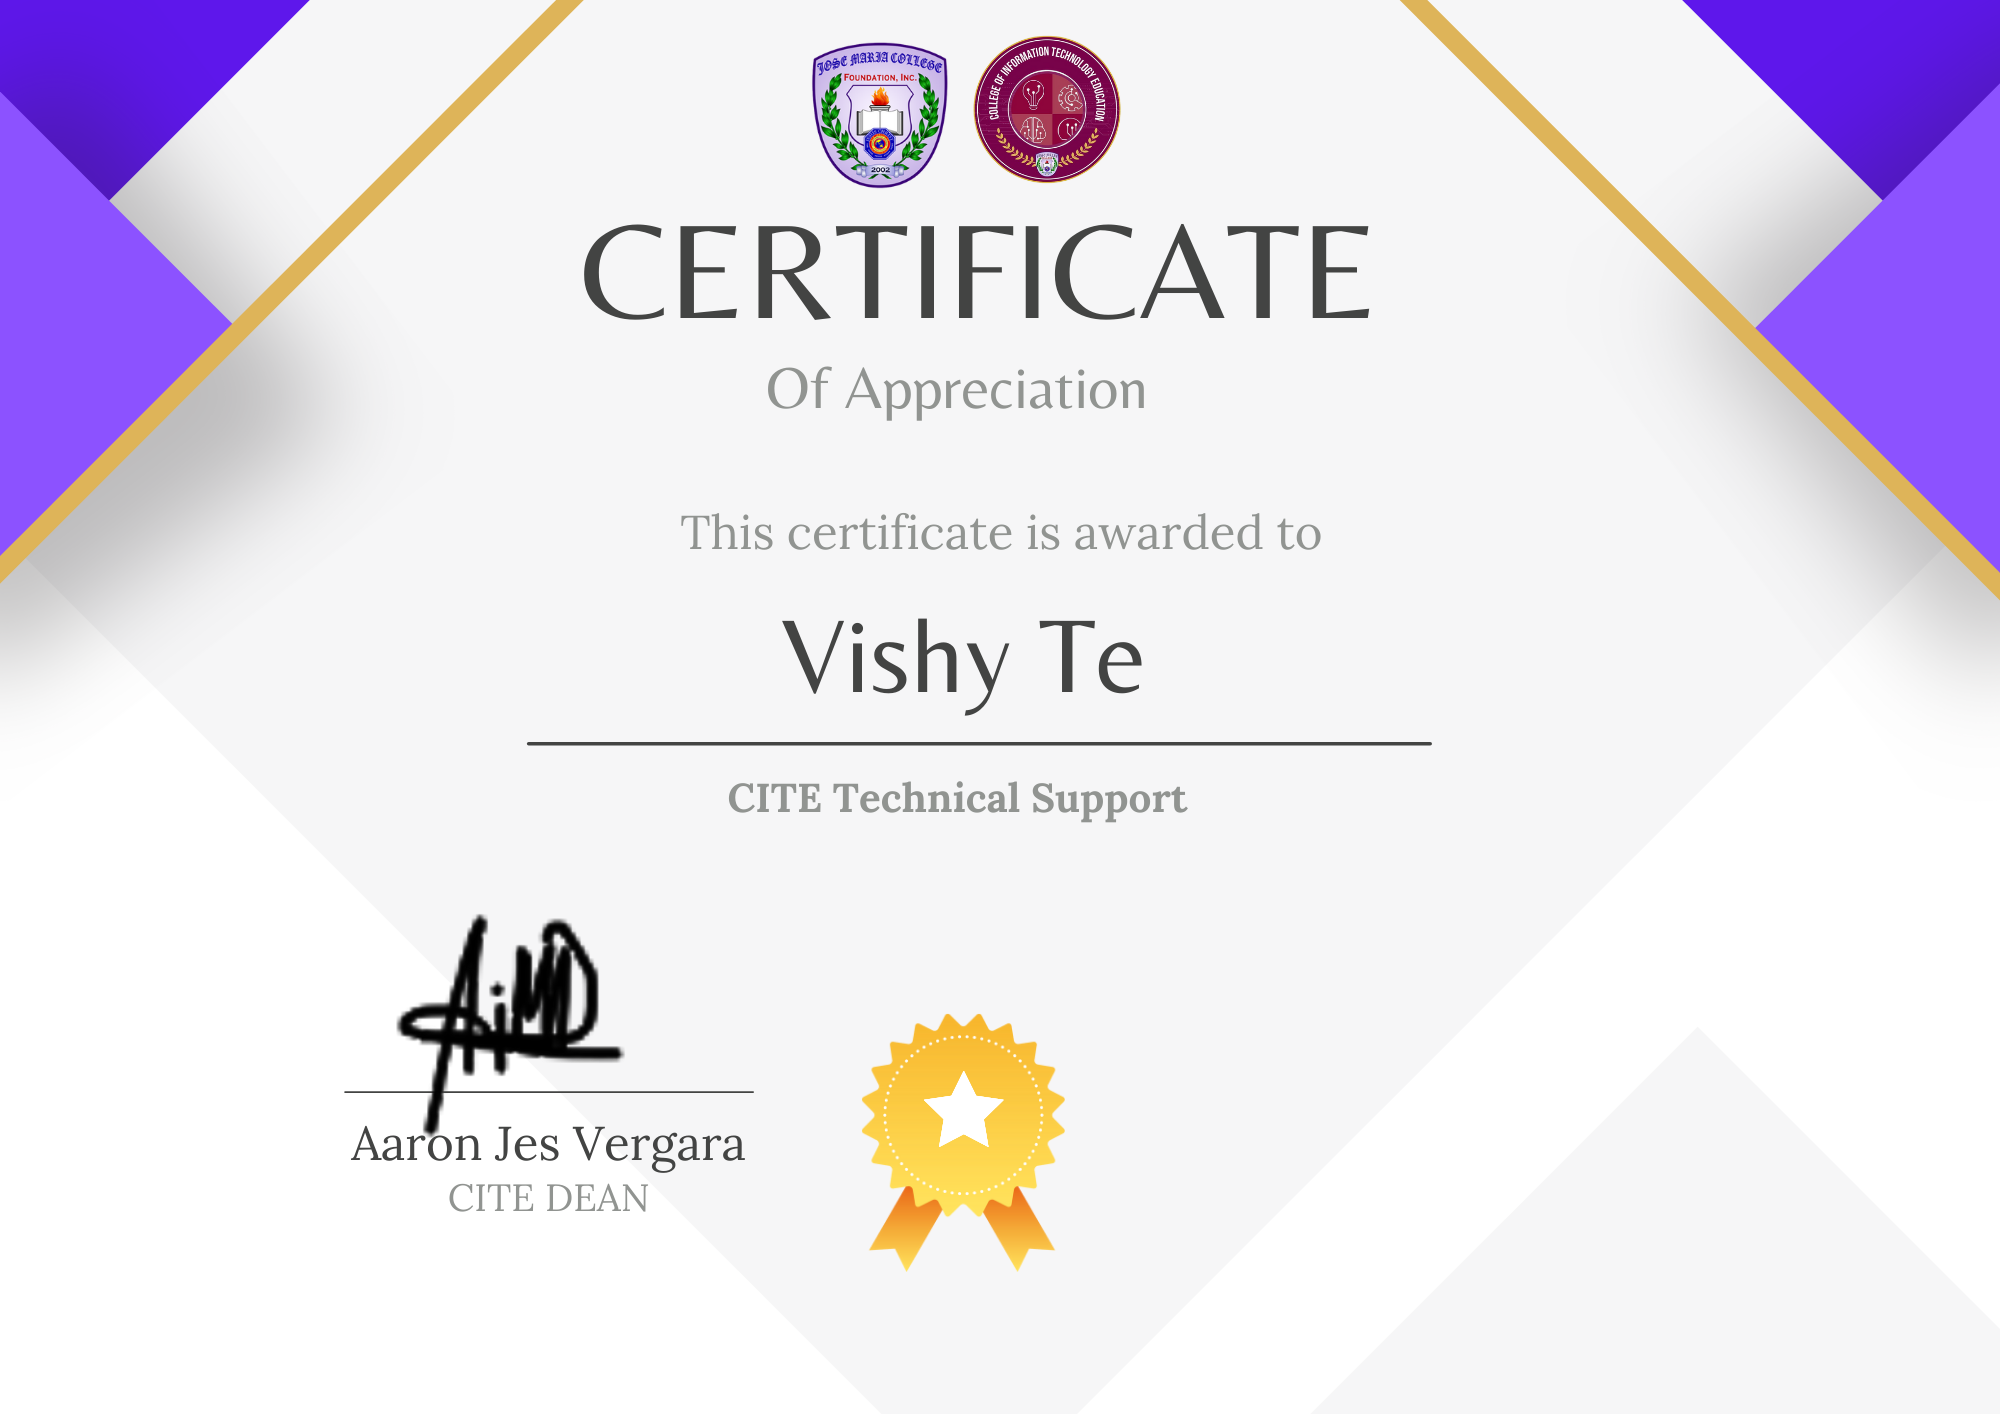 JOSE MARIA COLLEGE
FOUNDATION, INC.
2002
COLLEGE OF INFORMATION TECHNOLOGY EDUCATION
CERTIFICATE
Of Appreciation
This certificate is awarded to
Vishy Te
CITE Technical Support
Aaron Jes Vergara
CITE DEAN